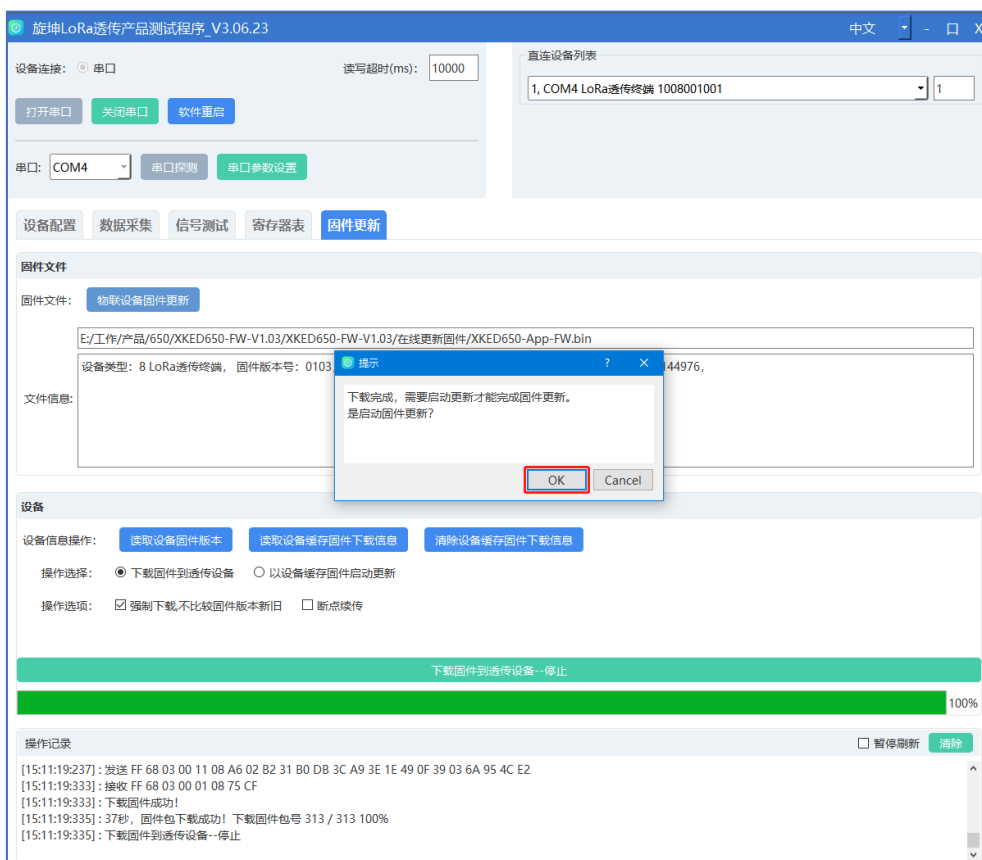 旋坤LoRa透传产品测试程序_V3.06.23 中文 - 口 X
设备连接: 串口 读写超时(ms): 10000
直连设备列表
1, COM4 LoRa透传终端 1008001001 1
打开串口 关闭串口 软件重启
串口: COM4 串口探测 串口参数设置
设备配置 数据采集 信号测试 寄存器表 固件更新
固件文件
固件文件: 物联设备固件更新
E:/工作/产品/650/XKED650-FW-V1.03/XKED650-FW-V1.03/在线更新固件/XKED650-App-FW.bin
设备类型: 8 LoRa透传终端, 固件版本号: 0103, 144976,
文件信息:
提示 ? ×
下载完成，需要启动更新才能完成固件更新。
是启动固件更新?
OK Cancel
设备
设备信息操作: 读取设备固件版本 读取设备缓存固件下载信息 清除设备缓存固件下载信息
操作选择: 下载固件到透传设备 以设备缓存固件启动更新
操作选项: 强制下载,不比较固件版本新旧 断点续传
下载固件到透传设备--停止
100%
操作记录 暂停刷新 清除
[15:11:19:237] : 发送 FF 68 03 00 11 08 A6 02 B2 31 B0 DB 3C A9 3E 1E 49 0F 39 03 6A 95 4C E2
[15:11:19:333] : 接收 FF 68 03 00 01 08 75 CF
[15:11:19:333] : 下载固件成功!
[15:11:19:335] : 37秒，固件包下载成功! 下载固件包号 313 / 313 100%
[15:11:19:335] : 下载固件到透传设备--停止